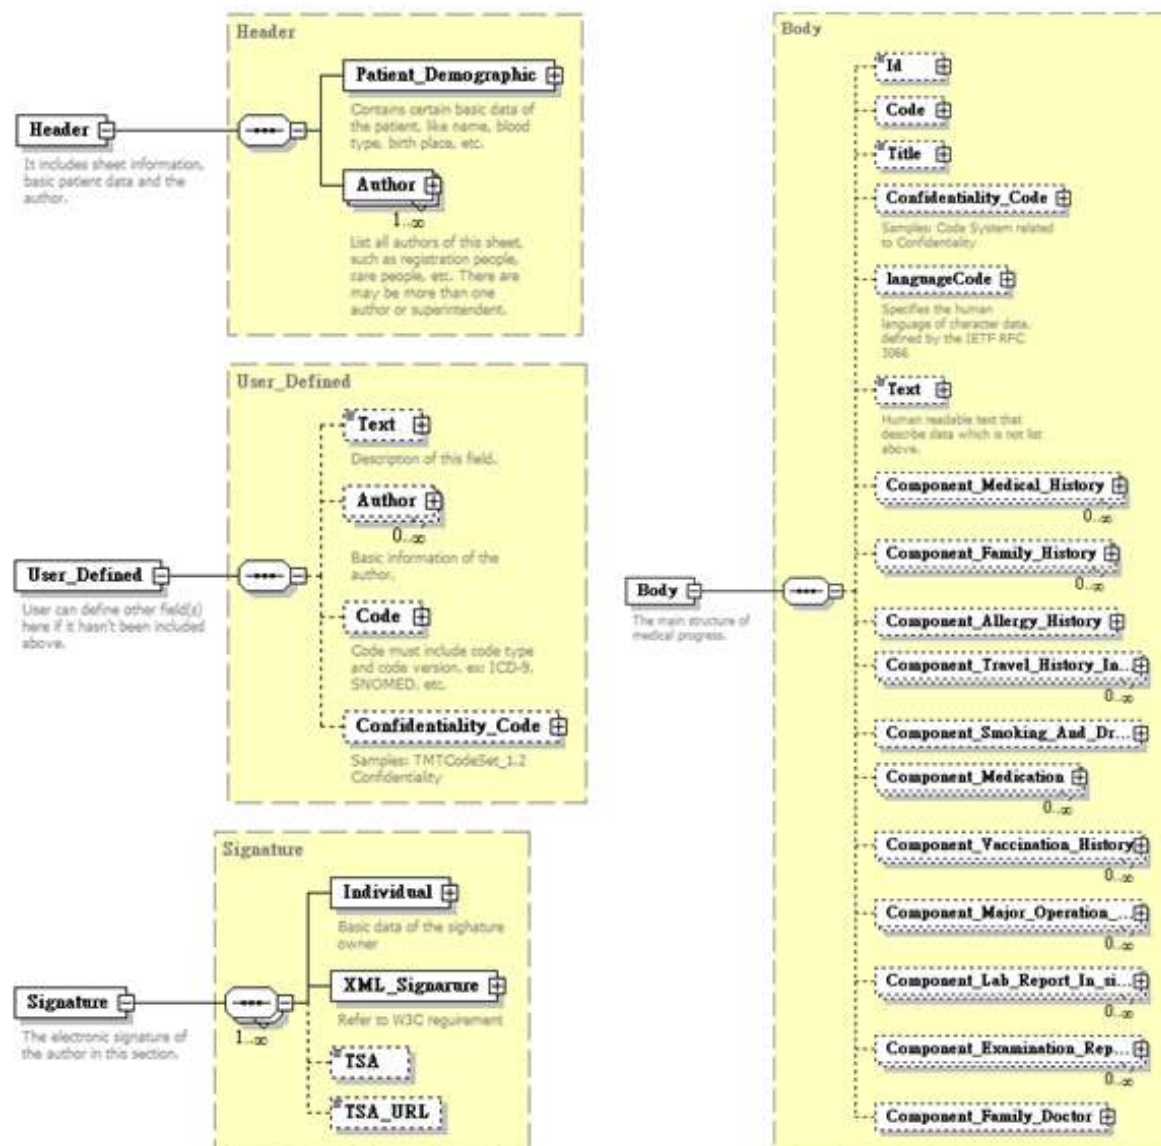 Header
Header
It includes sheet information,
basic patient data and the
author.
Patient_Demographic
Contains certain basic data of
the patient, like name, blood
type, birth place, etc.
Author
1..∞
List all authors of this sheet,
such as registration people,
care people, etc. There are
may be more than one
author or superintendent.
User_Defined
User_Defined
User can define other field(s)
here if it hasn't been included
above.
Text
Description of this field.
Author
0..∞
Basic information of the
author.
Code
Code must include code type
and code version. ex: ICD-9,
SNOMED, etc.
Confidentiality_Code
Samples: TMTCodeSet_1.2
Confidentality
Signature
Signature
The electronic signature of
the author in this section.
1..∞
Individual
Basic data of the sighature
owner
XML_Signarure
Refer to W3C reguirement
TSA
TSA_URL
Body
Body
The main structure of
medical progress.
Id
Code
Title
Confidentiality_Code
Samples: Code System related
to Confidentality
languageCode
Specifies the human
language of character data,
defined by the IETF RFC
3066
Text
Human readable text that
describe data which is not list
above.
Component_Medical_History
0..∞
Component_Family_History
0..∞
Component_Allergy_History
Component_Travel_History_In...
0..∞
Component_Smoking_And_Dr...
Component_Medication
0..∞
Component_Vaccination_History
0..∞
Component_Major_Operation_...
0..∞
Component_Lab_Report_In_si...
0..∞
Component_Examination_Rep...
0..∞
Component_Family_Doctor